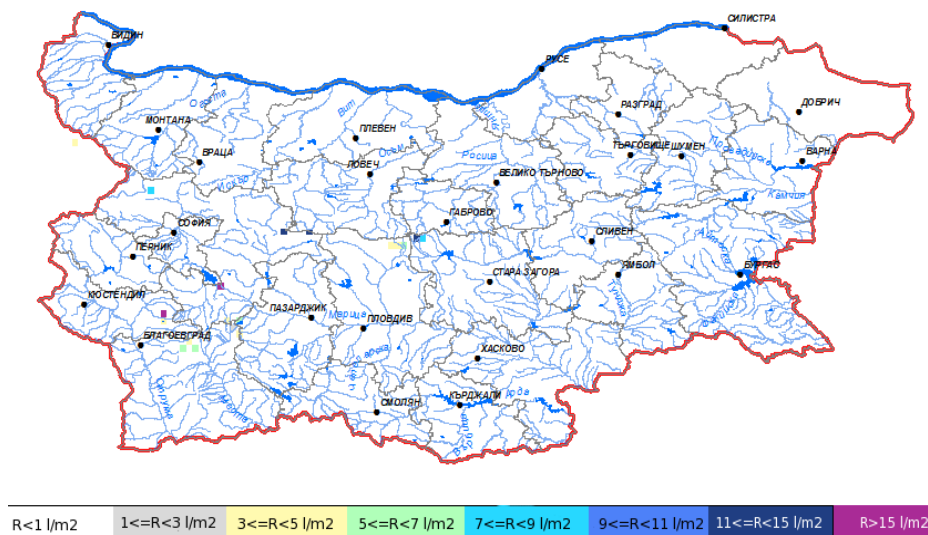 СИЛИСТРА
ВИДИН
РУСЕ
ДОБРИЧ
РАЗГРАД
Огоста
Вит
МОНТАНА
ПЛЕВЕН
ВРАЦА
Осъм
ЛОВЕЧ
Росица
ТЪРГОВИЩЕ
ШУМЕН
ВАРНА
Искър
ВЕЛИКО ТЪРНОВО
Камчия
ГАБРОВО
СОФИЯ
СЛИВЕН
ПЕРНИК
СТАРА ЗАГОРА
ЯМБОЛ
БУРГАС
КЮСТЕНДИЛ
ПАЗАРДЖИК
Марица
ПЛОВДИВ
Тунджа
БЛАГОЕВГРАД
ХАСКОВО
Струма
Места
СМОЛЯН
КЪРДЖАЛИ
R<1 l/m2
1<=R<3 l/m2
3<=R<5 l/m2
5<=R<7 l/m2
7<=R<9 l/m2
9<=R<11 l/m2
11<=R<15 l/m2
R>15 l/m2